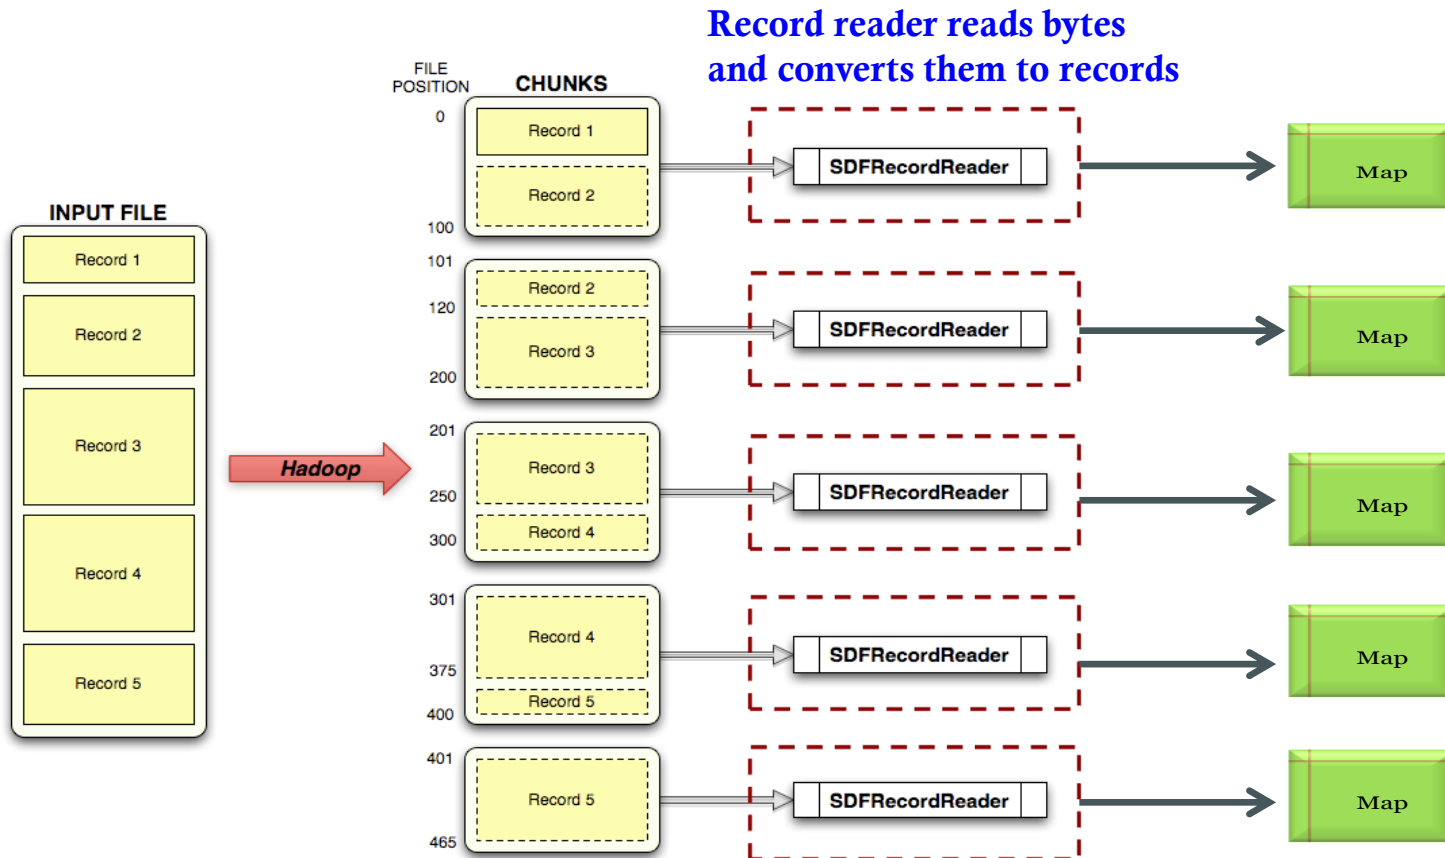 Record reader reads bytes
and converts them to records
INPUT FILE
Record 1
Record 2
Record 3
Record 4
Record 5
Hadoop
FILE
POSITION
CHUNKS
0
Record 1
Record 2
100
SDFRecordReader
Map
101
Record 2
120
Record 3
200
SDFRecordReader
Map
201
Record 3
250
Record 4
300
SDFRecordReader
Map
301
Record 4
375
Record 5
400
SDFRecordReader
Map
401
Record 5
465
SDFRecordReader
Map